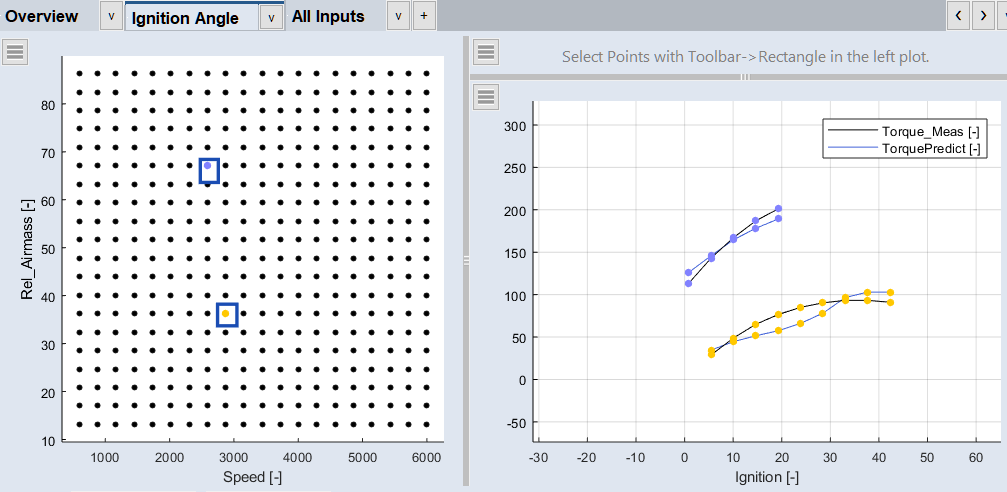 Overview v Ignition Angle v All Inputs v + < >
Select Points with Toolbar->Rectangle in the left plot.
Rel_Airmass [-]
80
70
60
50
40
30
20
10
1000 2000 3000 4000 5000 6000
Speed [-]
Torque_Meas [-]
TorquePredict [-]
300
250
200
150
100
50
0
-50
-30 -20 -10 0 10 20 30 40 50 60
Ignition [-]